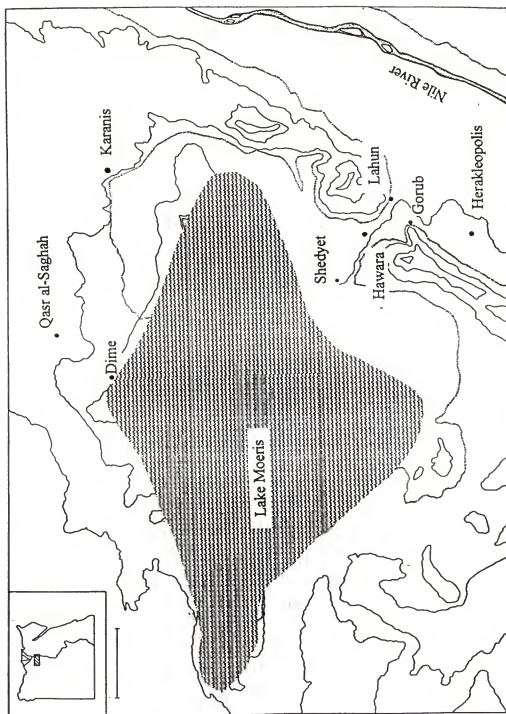 Qasr al-Saghah
Karanis
Dime
Lake Moeris
Shedyet
Lahun
Hawara
Gorub
Nile River
Herakleopolis